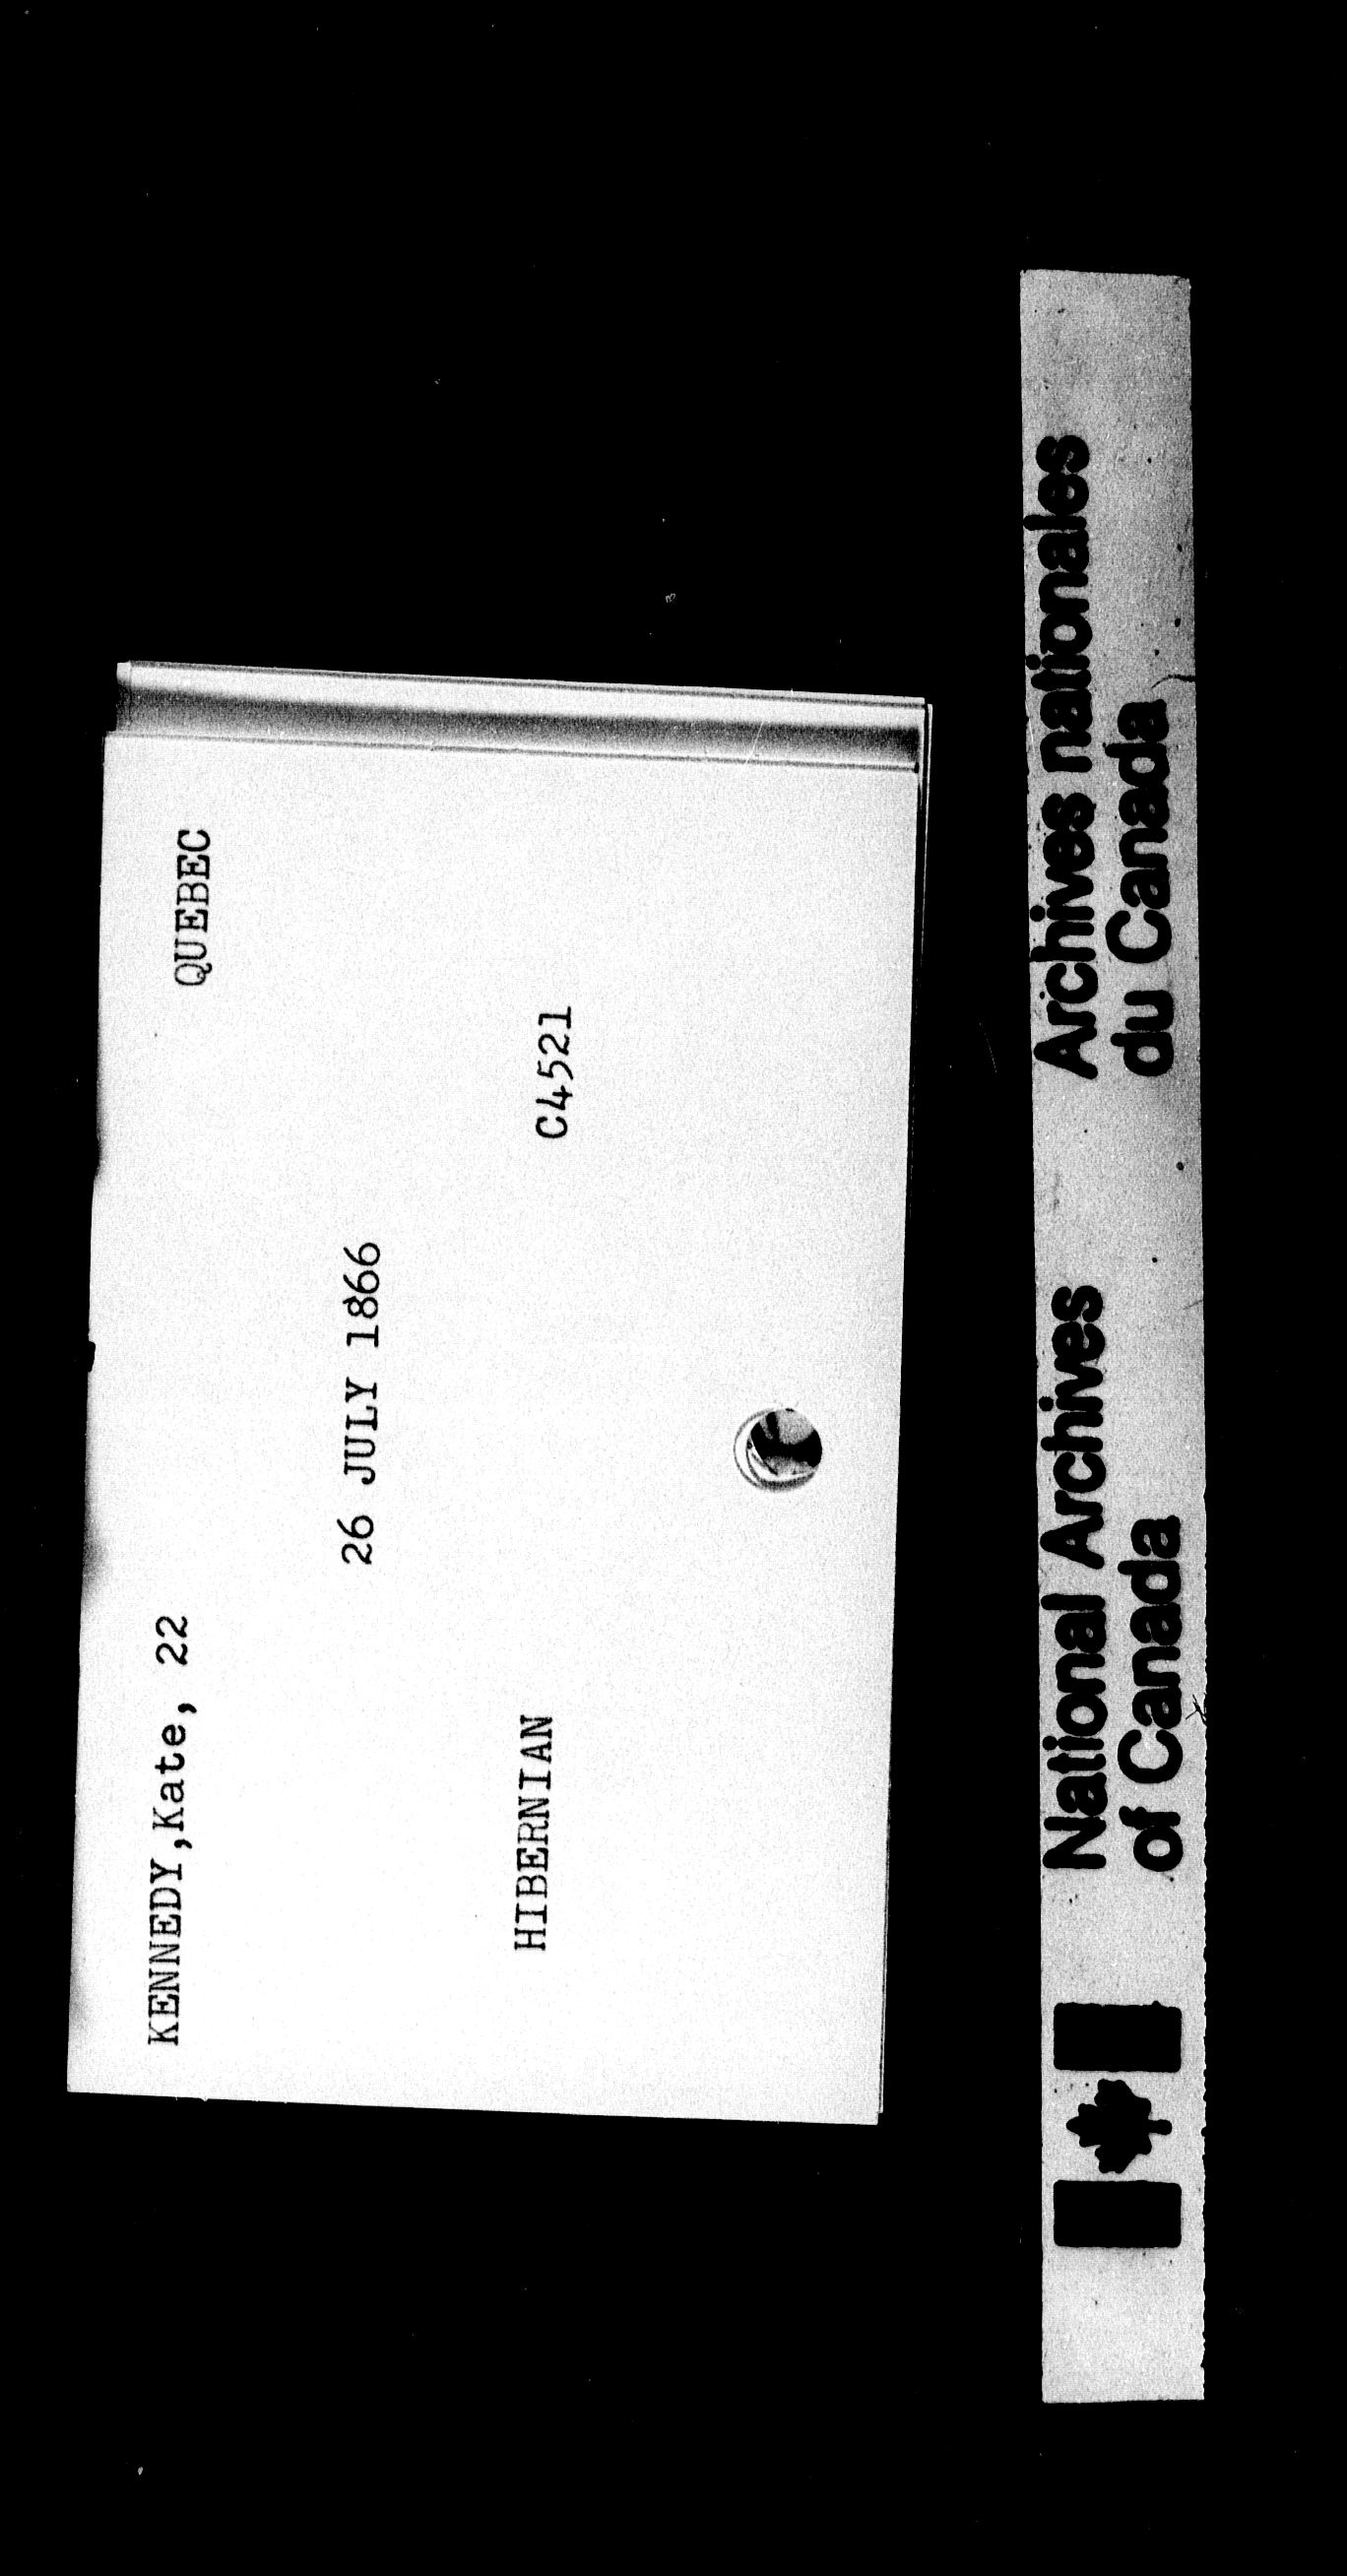 KENNEDY,Kate, 22 QUEBEC
26 JULY 1866
HIBERNIAN C4521
National Archives Archives nationales
of Canada du Canada